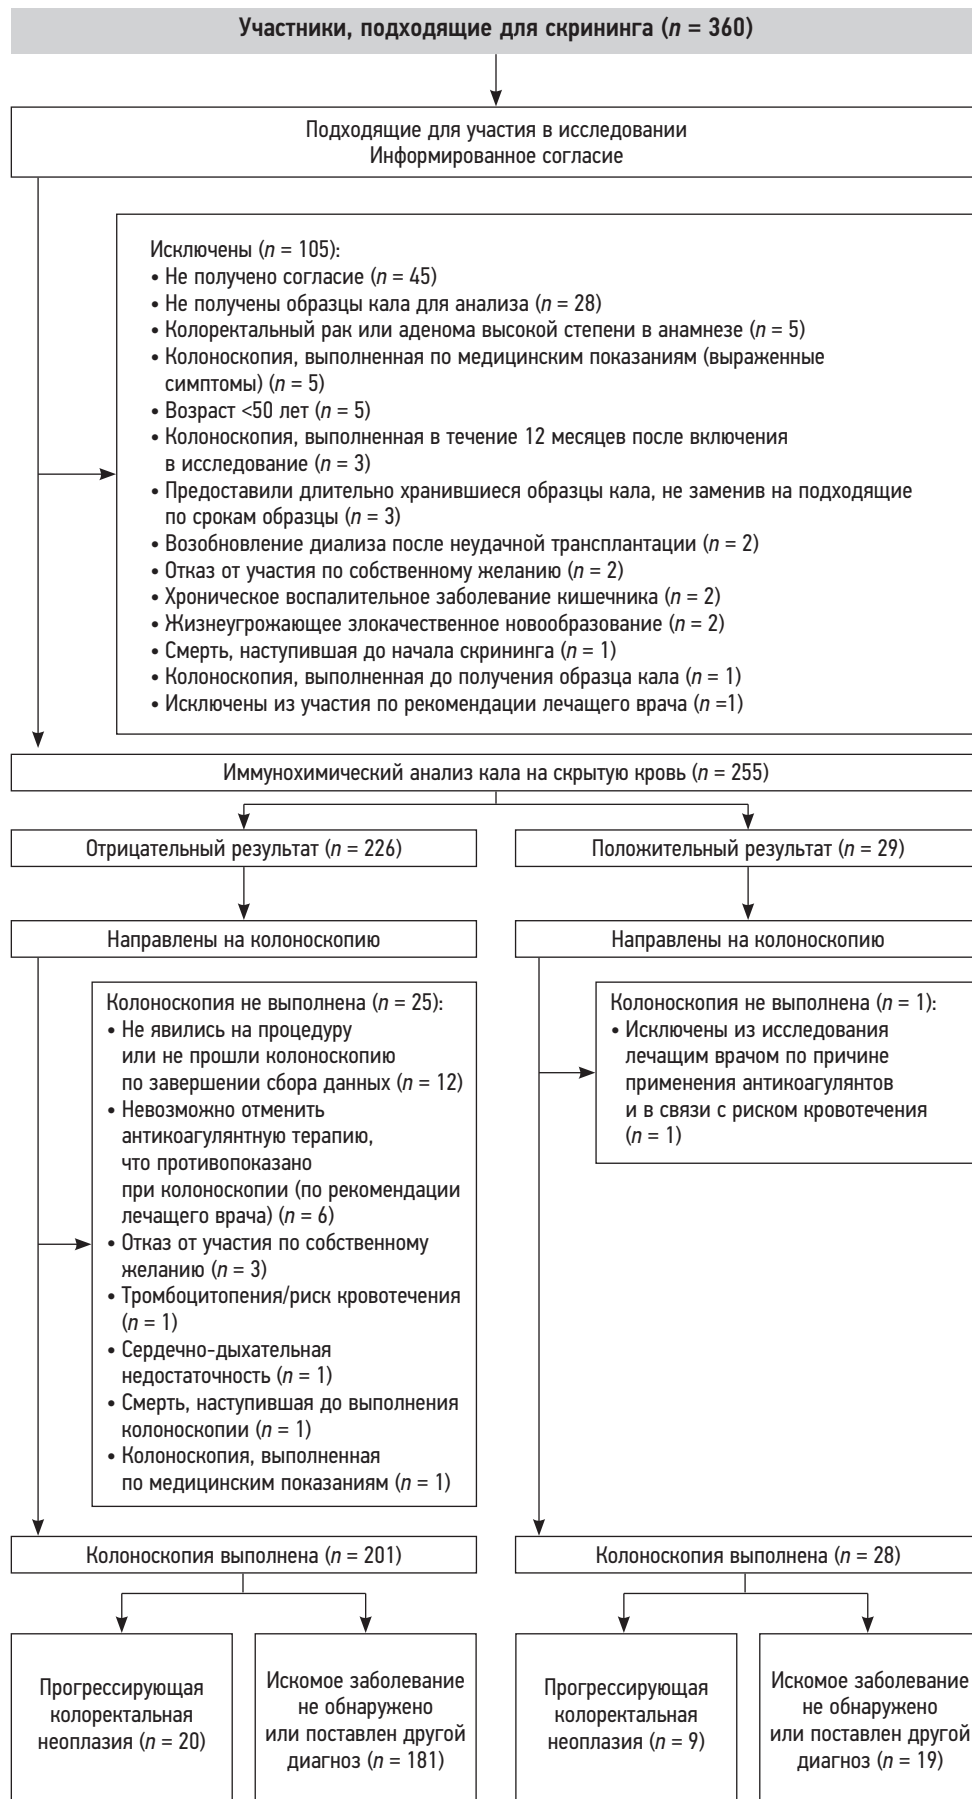 Участники, подходящие для скрининга (n = 360)
Подходящие для участия в исследовании
Информированное согласие
Исключены (n = 105):
• Не получено согласие (n = 45)
• Не получены образцы кала для анализа (n = 28)
• Колоректальный рак или аденома высокой степени в анамнезе (n = 5)
• Колоноскопия, выполненная по медицинским показаниям (выраженные
симптомы) (n = 5)
• Возраст <50 лет (n = 5)
• Колоноскопия, выполненная в течение 12 месяцев после включения
в исследование (n = 3)
• Предоставили длительно хранившиеся образцы кала, не заменив на подходящие
по срокам образцы (n = 3)
• Возобновление диализа после неудачной трансплантации (n = 2)
• Отказ от участия по собственному желанию (n = 2)
• Хроническое воспалительное заболевание кишечника (n = 2)
• Жизнеугрожающее злокачественное новообразование (n = 2)
• Смерть, наступившая до начала скрининга (n = 1)
• Колоноскопия, выполненная до получения образца кала (n = 1)
• Исключены из участия по рекомендации лечащего врача (n =1)
Иммунохимический анализ кала на скрытую кровь (n = 255)
Отрицательный результат (n = 226)
Направлены на колоноскопию
Колоноскопия не выполнена (n = 25):
• Не явились на процедуру
или не прошли колоноскопию
по завершении сбора данных (n = 12)
• Невозможно отменить
антикоагулянтную терапию,
что противопоказано
при колоноскопии (по рекомендации
лечащего врача) (n = 6)
• Отказ от участия по собственному
желанию (n = 3)
• Тромбоцитопения/риск кровотечения
(n = 1)
• Сердечно-дыхательная
недостаточность (n = 1)
• Смерть, наступившая до выполнения
колоноскопии (n = 1)
• Колоноскопия, выполненная
по медицинским показаниям (n = 1)
Колоноскопия выполнена (n = 201)
Прогрессирующая
колоректальная
неоплазия (n = 20)
Искомое заболевание
не обнаружено
или поставлен другой
диагноз (n = 181)
Положительный результат (n = 29)
Направлены на колоноскопию
Колоноскопия не выполнена (n = 1):
• Исключены из исследования
лечащим врачом по причине
применения антикоагулянтов
и в связи с риском кровотечения
(n = 1)
Колоноскопия выполнена (n = 28)
Прогрессирующая
колоректальная
неоплазия (n = 9)
Искомое заболевание
не обнаружено
или поставлен другой
диагноз (n = 19)